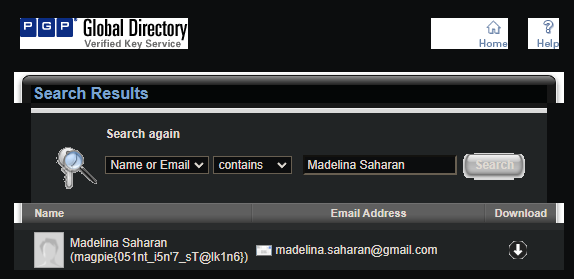 PGP® Global Directory
Verified Key Service
Home
Help
Search Results
Search again
Name or Email contains Madelina Saharan Search
Name Email Address Download
Madelina Saharan
(magpie{051nt_i5n'7_sT@lk1n6}) madelina.saharan@gmail.com